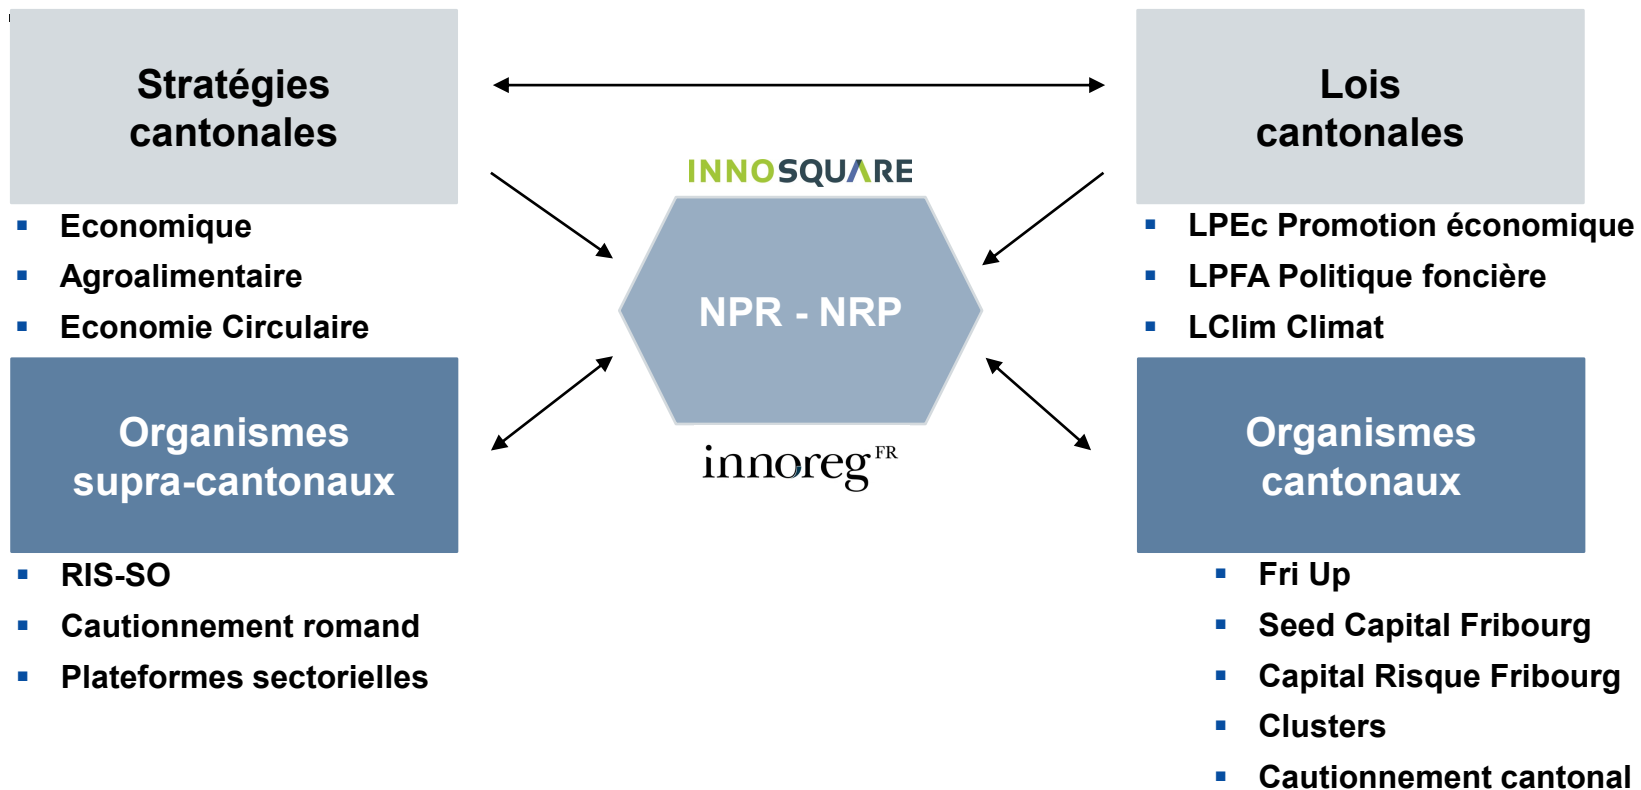 Stratégies
cantonales
Economique
Agroalimentaire
Economie Circulaire
Lois
cantonales
LPEc Promotion économique
LPFA Politique foncière
LClim Climat
INNOSQUARE
NPR - NRP
innoreg FR
Organismes
supra-cantonaux
RIS-SO
Cautionnement romand
Plateformes sectorielles
Organismes
cantonaux
Fri Up
Seed Capital Fribourg
Capital Risque Fribourg
Clusters
Cautionnement cantonal